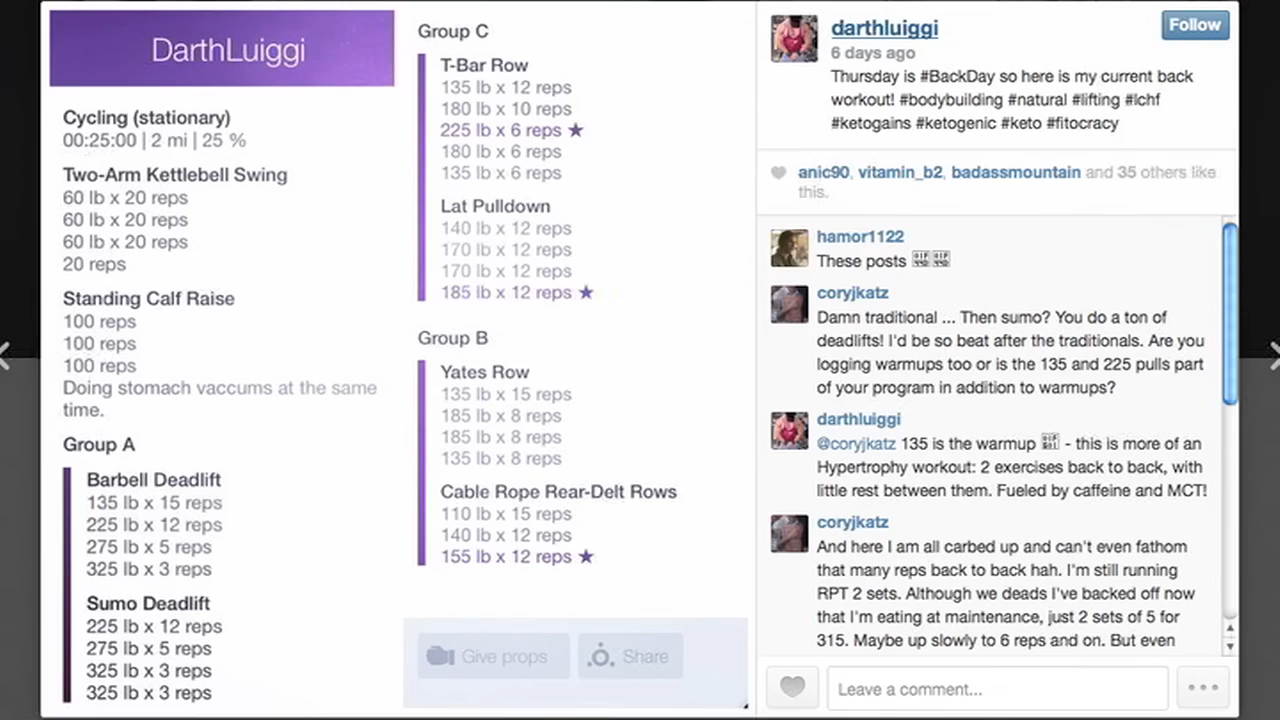 DarthLuiggi
Cycling (stationary)
00:25:00 | 2 mi | 25 %
Two-Arm Kettlebell Swing
60 lb x 20 reps
60 lb x 20 reps
60 lb x 20 reps
20 reps
Standing Calf Raise
100 reps
100 reps
100 reps
Doing stomach vaccums at the same
time.
Group A
Barbell Deadlift
135 lb x 15 reps
225 lb x 12 reps
275 lb x 5 reps
325 lb x 3 reps
Sumo Deadlift
225 lb x 12 reps
275 lb x 5 reps
325 lb x 3 reps
325 lb x 3 reps
Group C
T-Bar Row
135 lb x 12 reps
180 lb x 10 reps
225 lb x 6 reps ★
180 lb x 6 reps
135 lb x 6 reps
Lat Pulldown
140 lb x 12 reps
170 lb x 12 reps
170 lb x 12 reps
185 lb x 12 reps ★
Group B
Yates Row
135 lb x 15 reps
185 lb x 8 reps
185 lb x 8 reps
135 lb x 8 reps
Cable Rope Rear-Delt Rows
110 lb x 15 reps
140 lb x 12 reps
155 lb x 12 reps ★
Give props
Share
darthluiggi
Follow
6 days ago
Thursday is #BackDay so here is my current back
workout! #bodybuilding #natural #lifting #lchf
#ketogains #ketogenic #keto #fitocracy
anic90, vitamin_b2, badassmountain and 35 others like
this.
hamor1122
These posts
coryjkatz
Damn traditional ... Then sumo? You do a ton of
deadlifts! I'd be so beat after the traditionals. Are you
logging warmups too or is the 135 and 225 pulls part
of your program in addition to warmups?
darthluiggi
@coryjkatz 135 is the warmup - this is more of an
Hypertrophy workout: 2 exercises back to back, with
little rest between them. Fueled by caffeine and MCT!
coryjkatz
And here I am all carbed up and can't even fathom
that many reps back to back hah. I'm still running
RPT 2 sets. Although we deads I've backed off now
that I'm eating at maintenance, just 2 sets of 5 for
315. Maybe up slowly to 6 reps and on. But even
Leave a comment...